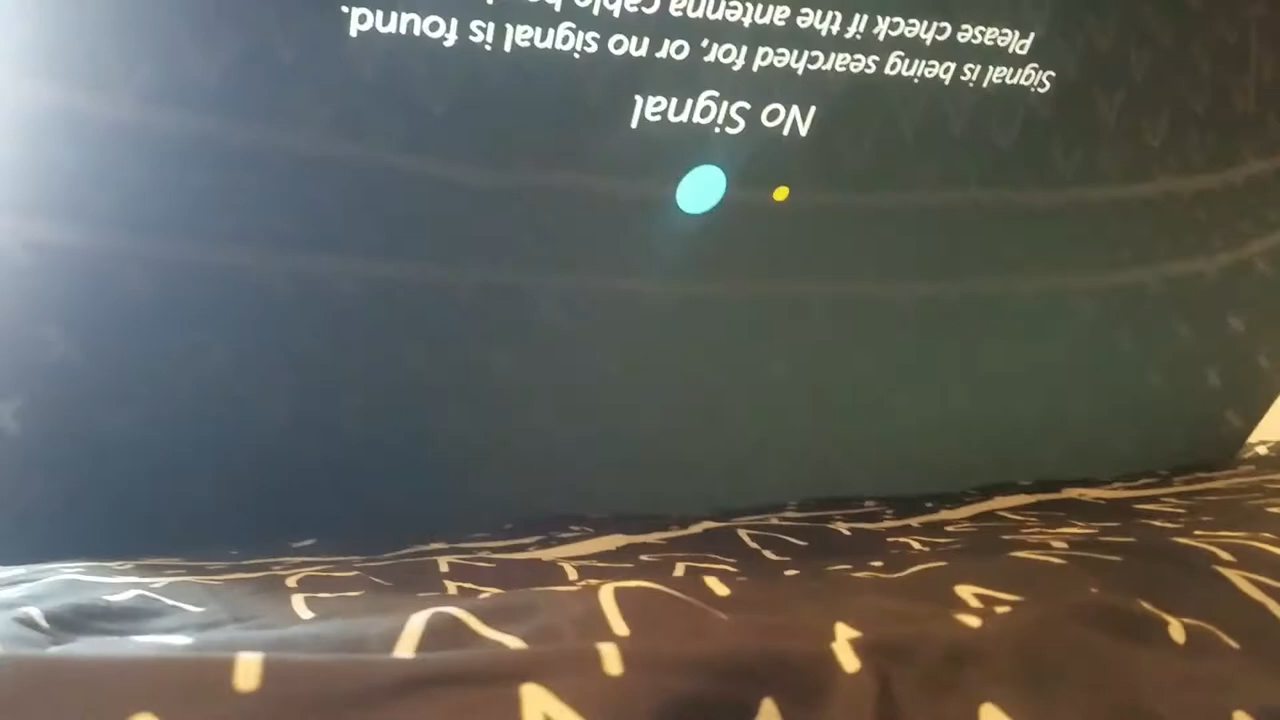 No Signal
Signal is being searched for, or no signal is found.
Please check if the antenna cable